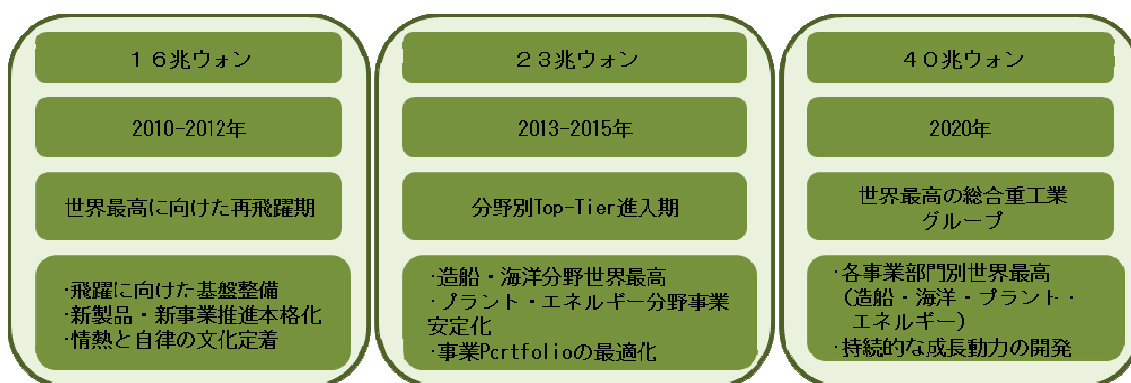 １６兆ウォン
2010-2012年
世界最高に向けた再飛躍期
・飛躍に向けた基盤整備
・新製品・新事業推進本格化
・情熱と自律の文化定着
２３兆ウォン
2013-2015年
分野別Top-Tier進入期
・造船・海洋分野世界最高
・プラント・エネルギー分野事業
安定化
・事業Pcrtfolioの最適化
４０兆ウォン
2020年
世界最高の総合重工業
グループ
・各事業部門別世界最高
（造船・海洋・プラント・
エネルギー）
・持続的な成長動力の開発